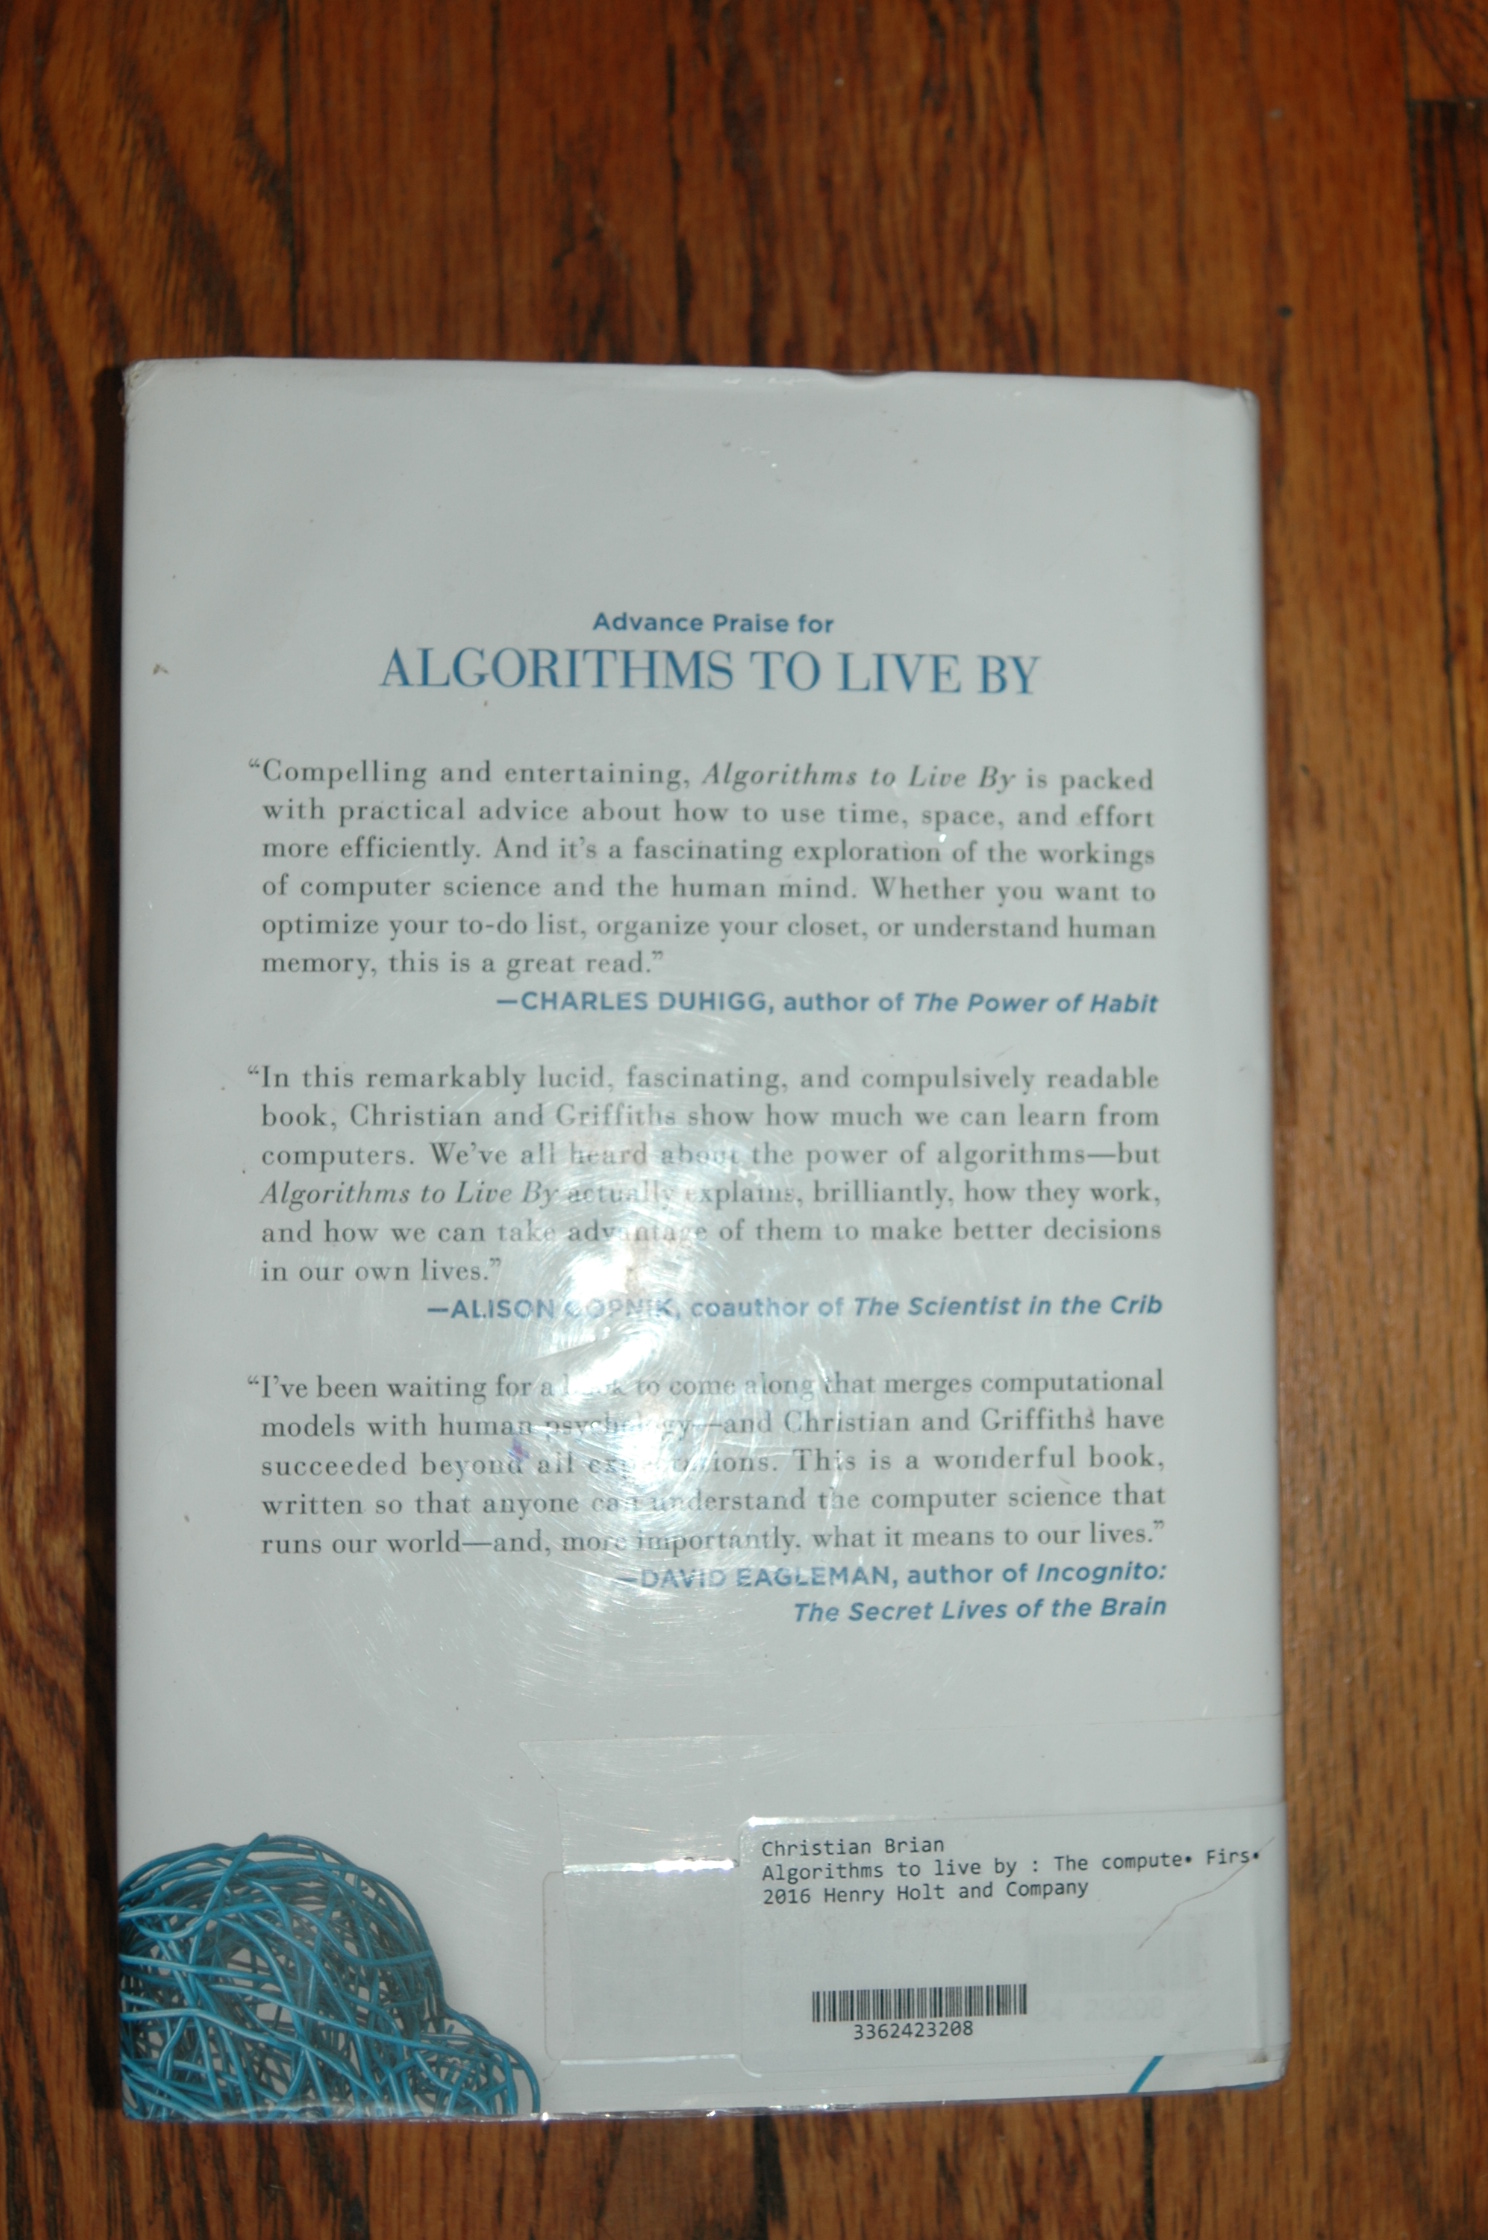 Advance Praise for
ALGORITHMS TO LIVE BY
“Compelling and entertaining, Algorithms to Live By is packed
with practical advice about how to use time, space, and effort
more efficiently. And it’s a fascinating exploration of the workings
of computer science and the human mind. Whether you want to
optimize your to-do list, organize your closet, or understand human
memory, this is a great read.”
—CHARLES DUHIGG, author of The Power of Habit
“In this remarkably lucid, fascinating, and compulsively readable
book, Christian and Griffiths show how much we can learn from
computers. We’ve all heard about the power of algorithms—but
Algorithms to Live By actually explains, brilliantly, how they work,
and how we can take advantage of them to make better decisions
in our own lives.”
—ALISON GOPNIK, coauthor of The Scientist in the Crib
“I’ve been waiting for a book to come along that merges computational
models with human psychology—and Christian and Griffiths have
succeeded beyond all expectations. This is a wonderful book,
written so that anyone can understand the computer science that
runs our world—and, more importantly, what it means to our lives.”
—DAVID EAGLEMAN, author of Incognito:
The Secret Lives of the Brain
Christian Brian
Algorithms to live by : The compute• Firs•
2016 Henry Holt and Company
3362423208